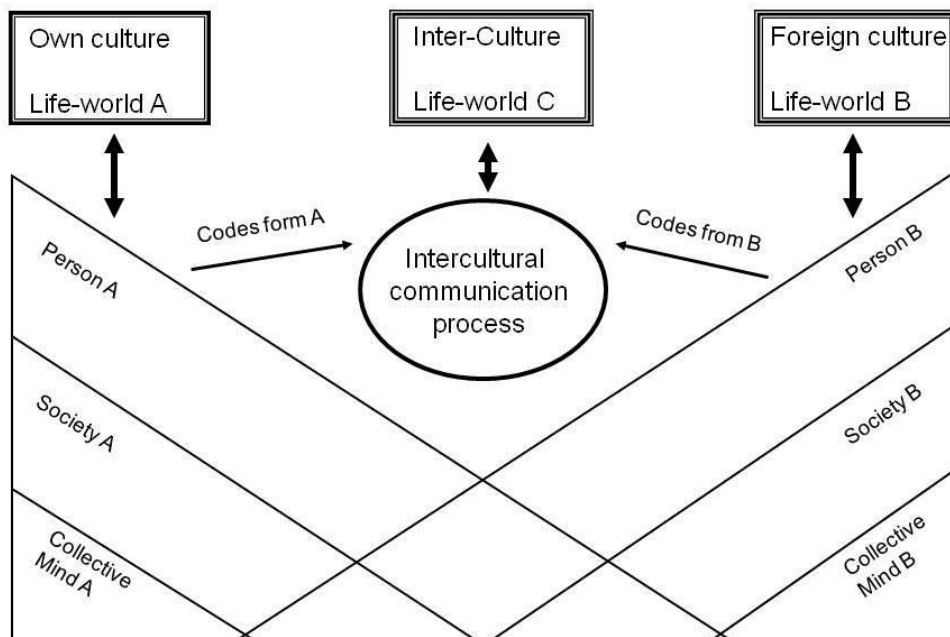 Own culture
Life-world A
Inter-Culture
Life-world C
Foreign culture
Life-world B
Codes form A
Codes from B
Intercultural
communication
process
Person A
Person B
Society A
Society B
Collective
Mind A
Collective
Mind B